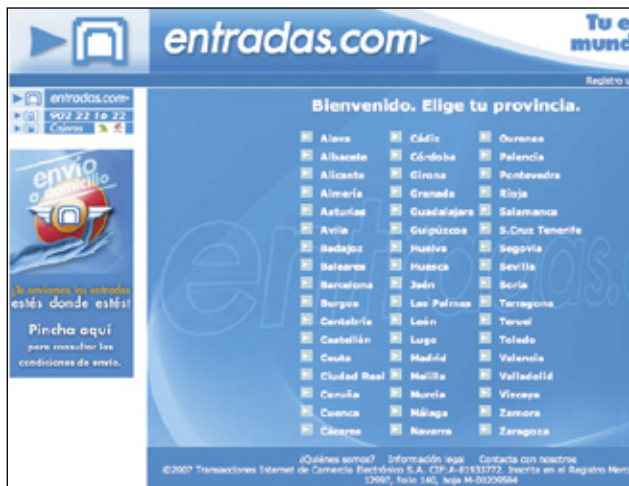 entradas.com
Tu e
mund
Registro u
entradas.com
902 22 16 22
Cajeros
Bienvenido. Elige tu provincia.
envío
a domicilio
¡Te enviamos las entradas
estés donde estés!
Pincha aquí
para consultar las
condiciones de envío.
Alava Cádiz Ourense
Albacete Córdoba Palencia
Alicante Girona Pontevedra
Almería Granada Rioja
Asturias Guadalajara Salamanca
Avila Guipúzcoa S.Cruz Tenerife
Badajoz Huelva Segovia
Baleares Huesca Sevilla
Barcelona Jaén Soria
Burgos Las Palmas Tarragona
Cantabria León Teruel
Castellón Lugo Toledo
Ceuta Madrid Valencia
Ciudad Real Melilla Valladolid
Coruña Murcia Vizcaya
Cuenca Málaga Zamora
Cáceres Navarra Zaragoza
¿Quiénes somos? Información legal Contacta con nosotros
©2007 Transacciones Internet de Comercio Electrónico S.A. CIF:A-81933772. Inscrita en el Registro Merc
12997, folio 160, hoja M-00209584